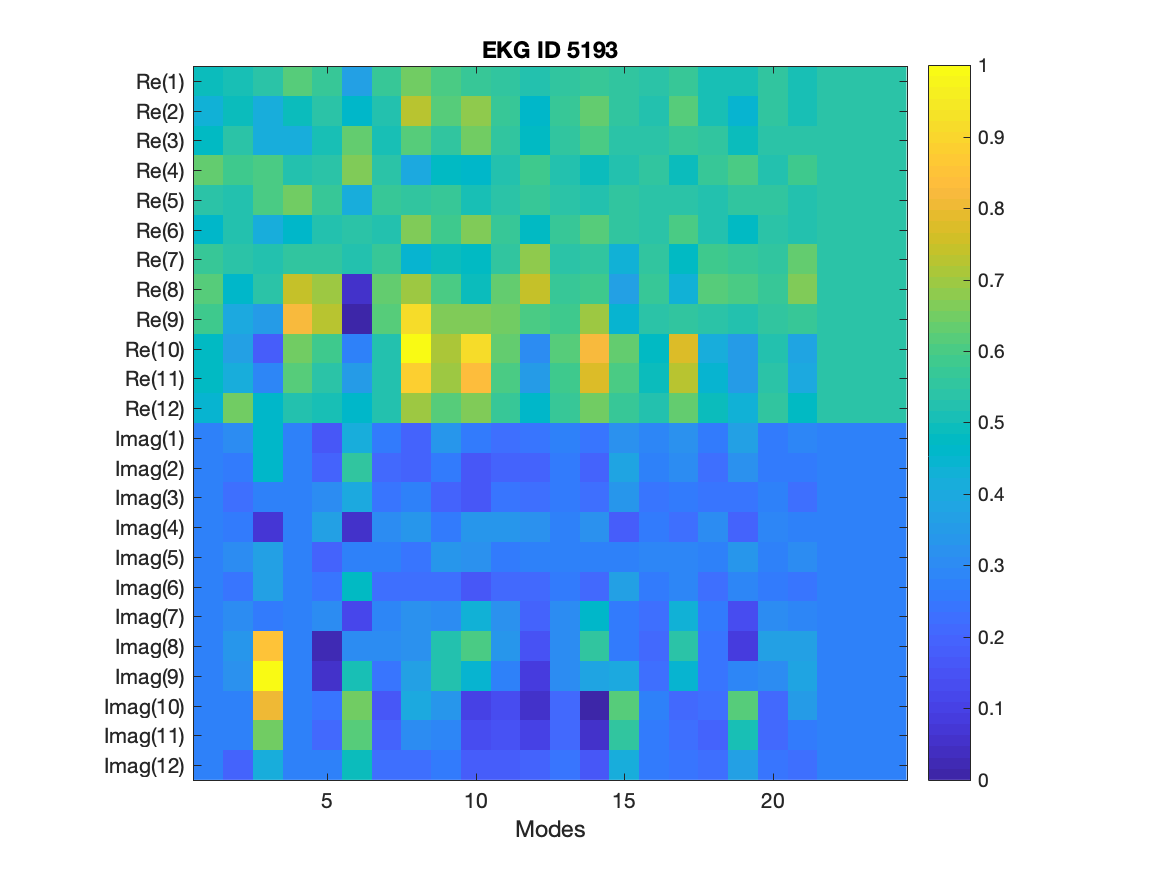 EKG ID 5193
Re(1)
Re(2)
Re(3)
Re(4)
Re(5)
Re(6)
Re(7)
Re(8)
Re(9)
Re(10)
Re(11)
Re(12)
Imag(1)
Imag(2)
Imag(3)
Imag(4)
Imag(5)
Imag(6)
Imag(7)
Imag(8)
Imag(9)
Imag(10)
Imag(11)
Imag(12)
5 10 15 20
Modes
1
0.9
0.8
0.7
0.6
0.5
0.4
0.3
0.2
0.1
0